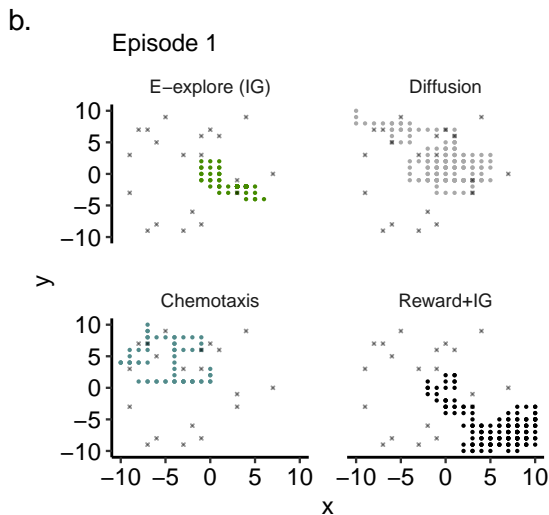 b.
Episode 1
E−explore (IG)
Diffusion
10
5
0
−5
−10
y
Chemotaxis
Reward+IG
10
5
0
−5
−10
−10 −5 0 5 10
−10 −5 0 5 10
x